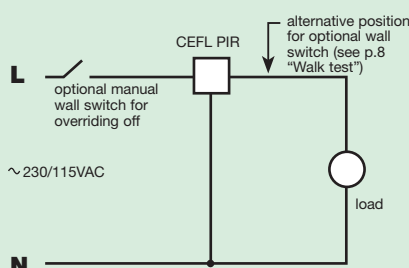 alternative position
for optional wall
switch (see p.8
“Walk test”)
CEFL PIR
L
optional manual
wall switch for
overriding off
~230/115VAC
load
N